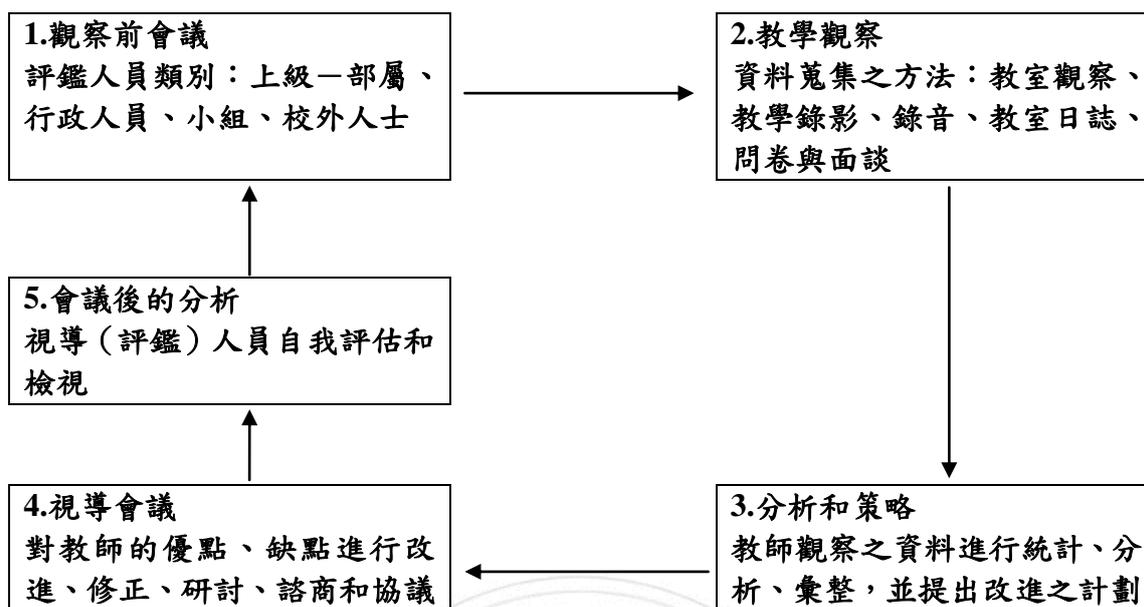 1.觀察前會議
評鑑人員類別：上級－部屬、
行政人員、小組、校外人士
2.教學觀察
資料蒐集之方法：教室觀察、
教學錄影、錄音、教室日誌、
問卷與面談
3.分析和策略
教師觀察之資料進行統計、分
析、彙整，並提出改進之計劃
4.視導會議
對教師的優點、缺點進行改
進、修正、研討、諮商和協議
5.會議後的分析
視導（評鑑）人員自我評估和
檢視